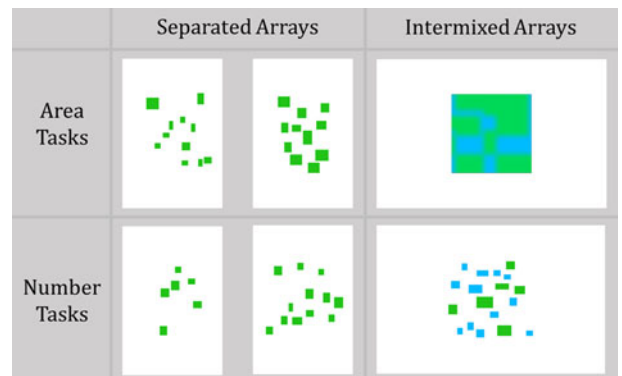 Separated Arrays
Intermixed Arrays
Area
Tasks
Number
Tasks